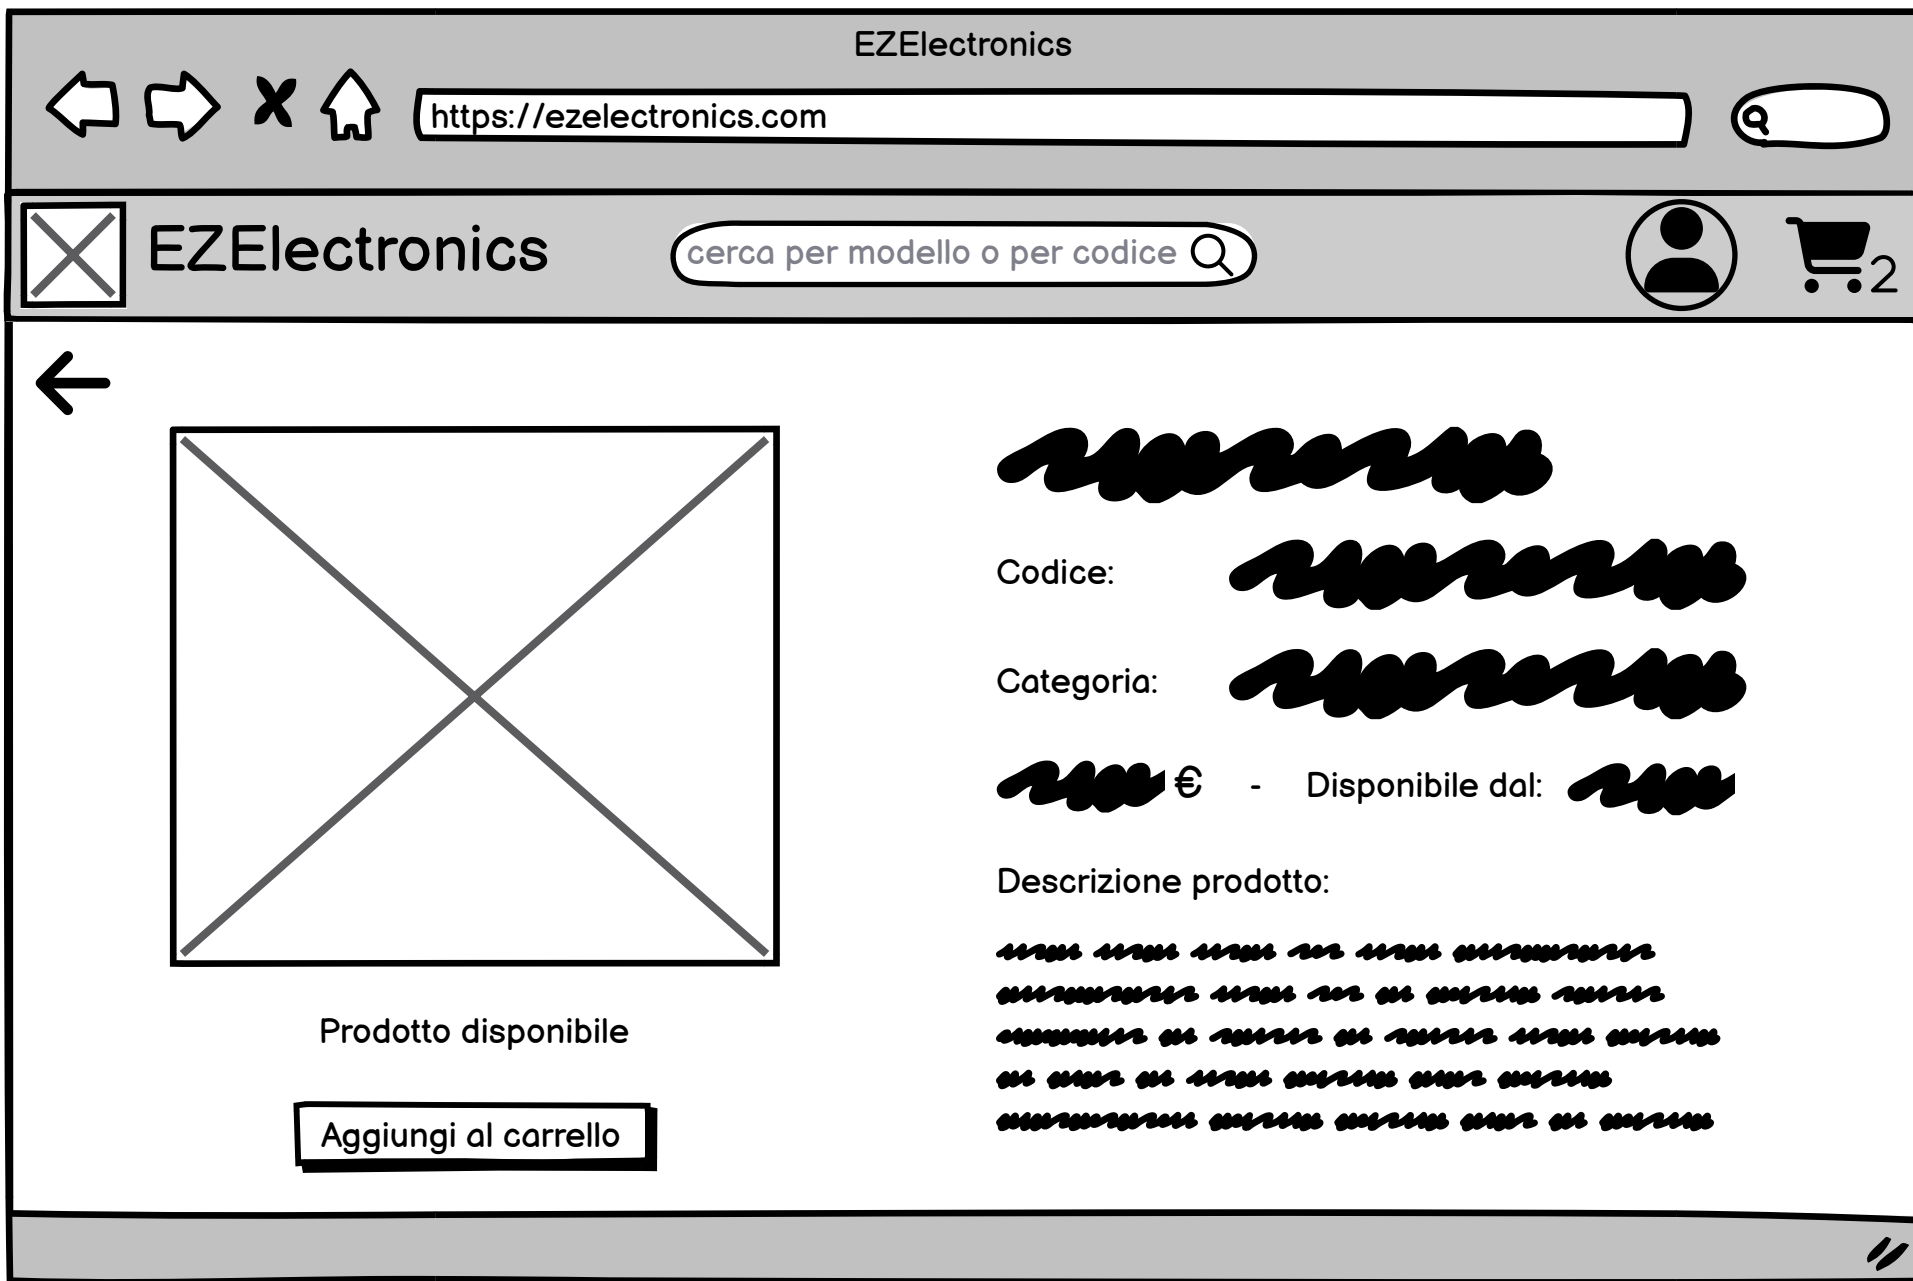 EZElectronics
https://ezelectronics.com
EZElectronics
cerca per modello o per codice
2
Codice:
Categoria:
€ - Disponibile dal:
Descrizione prodotto:
Prodotto disponibile
Aggiungi al carrello